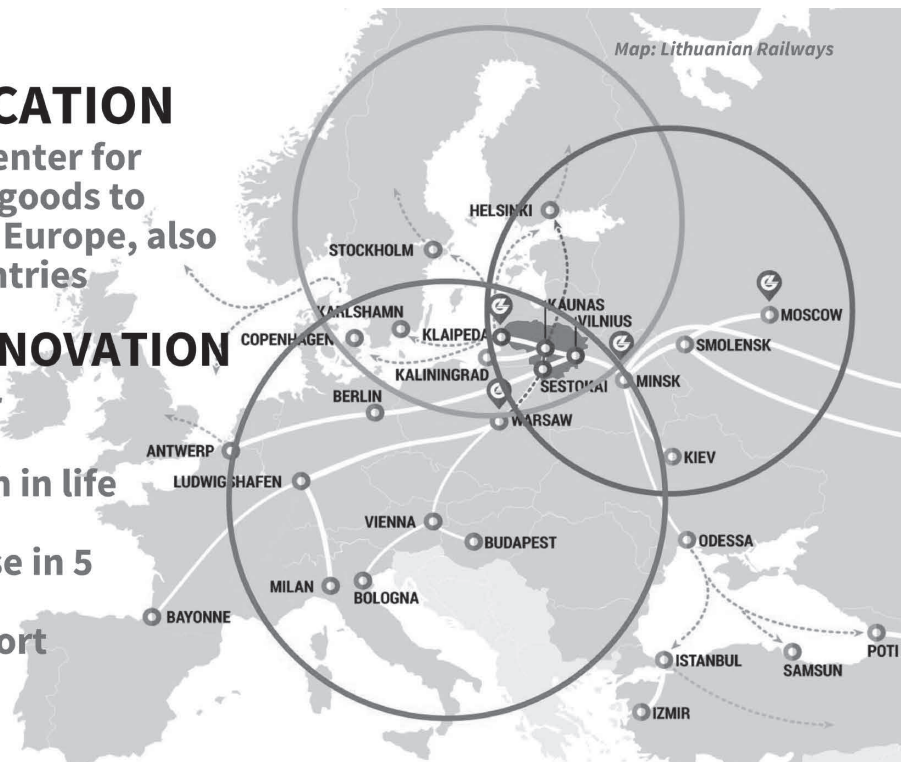 Map: Lithuanian Railways
CATION
enter for
goods to
Europe, also
ntries
NOVATION
n in life
se in 5
ort
HELSINKI
STOCKHOLM
KARLSHAMN
COPENHAGEN
KLAIPEDA
KAUNAS
VILNIUS
KALININGRAD
SESTOKAI
MINSK
MOSCOW
SMOLENSK
BERLIN
WARSAW
ANTWERP
LUDWIGSHAFEN
KIEV
VIENNA
BUDAPEST
ODESSA
MILAN
BOLOGNA
BAYONNE
ISTANBUL
SAMSUN
POTI
IZMIR